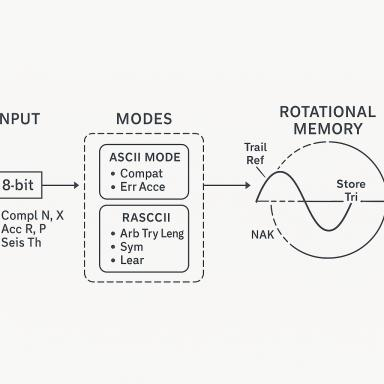 NPUT
8-bit
Compl N, X
Acc R, P
Seis Th
MODES
ASCII MODE
• Compat
• Err Acce
RASCCII
• Arb Try Leng
• Sym
• Lear
ROTATIONAL
MEMORY
Trail
Ref
Store
Tri
NAK